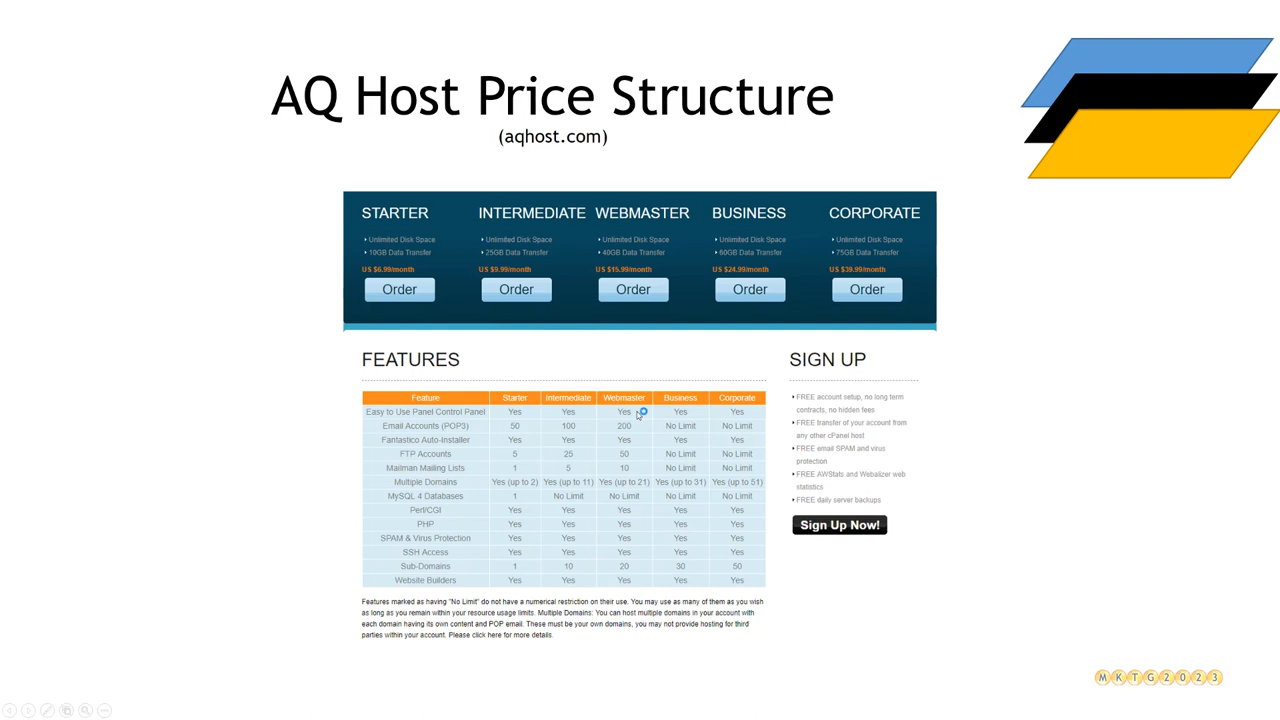 AQ Host Price Structure
(aqhost.com)
STARTER INTERMEDIATE WEBMASTER BUSINESS CORPORATE
Unlimited Disk Space Unlimited Disk Space Unlimited Disk Space Unlimited Disk Space Unlimited Disk Space
10GB Data Transfer 25GB Data Transfer 40GB Data Transfer 60GB Data Transfer 75GB Data Transfer
US $6.99/month US $9.99/month US $15.99/month US $24.99/month US $39.99/month
Order Order Order Order Order
FEATURES
Feature Starter Intermediate Webmaster Business Corporate
Easy to Use Panel Control Panel Yes Yes Yes Yes Yes
Email Accounts (POP3) 50 100 200 No Limit No Limit
Fantastico Auto-Installer Yes Yes Yes Yes Yes
FTP Accounts 5 25 50 No Limit No Limit
Mailman Mailing Lists 1 5 10 No Limit No Limit
Multiple Domains Yes (up to 2) Yes (up to 11) Yes (up to 21) Yes (up to 31) Yes (up to 51)
MySQL 4 Databases 1 No Limit No Limit No Limit No Limit
Perl/CGI Yes Yes Yes Yes Yes
PHP Yes Yes Yes Yes Yes
SPAM & Virus Protection Yes Yes Yes Yes Yes
SSH Access Yes Yes Yes Yes Yes
Sub-Domains 1 10 20 30 50
Website Builders Yes Yes Yes Yes Yes
Features marked as having "No Limit" do not have a numerical restriction on their use. You may use as many of them as you wish
as long as you remain within your resource usage limits. Multiple Domains: You can host multiple domains in your account with
each domain having its own content and POP email. These must be your own domains, you may not provide hosting for third
parties within your account. Please click here for more details.
SIGN UP
FREE account setup, no long term
contracts, no hidden fees
FREE transfer of your account from
any other cPanel host
FREE email SPAM and virus
protection
FREE AWStats and Webalizer web
statistics
FREE daily server backups
Sign Up Now!
MKTG2023